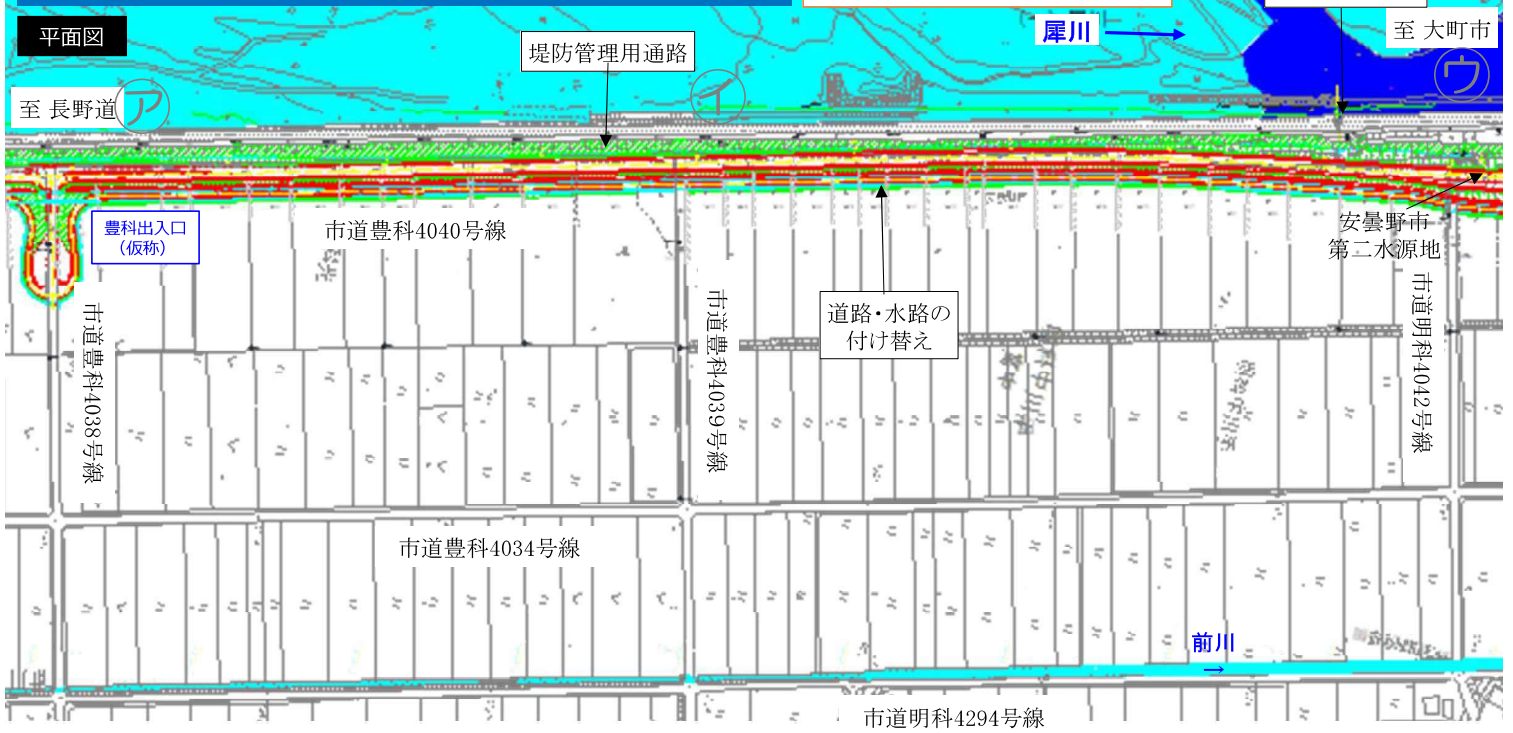 平面図
犀川
至 大町市
堤防管理用通路
ウ
至 長野道
ア
イ
豊科出入口
（仮称）
市道豊科4040号線
安曇野市
第二水源地
道路・水路の
付け替え
市道豊科4038号線
市道豊科4039号線
市道明科4042号線
市道豊科4034号線
前川
市道明科4294号線